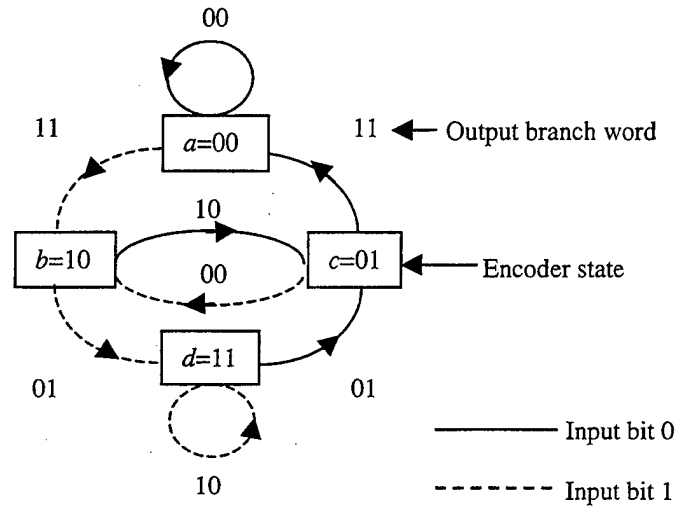 00
11
a=00
11
Output branch word
10
b=10
00
c=01
Encoder state
d=11
01
01
10
Input bit 0
Input bit 1